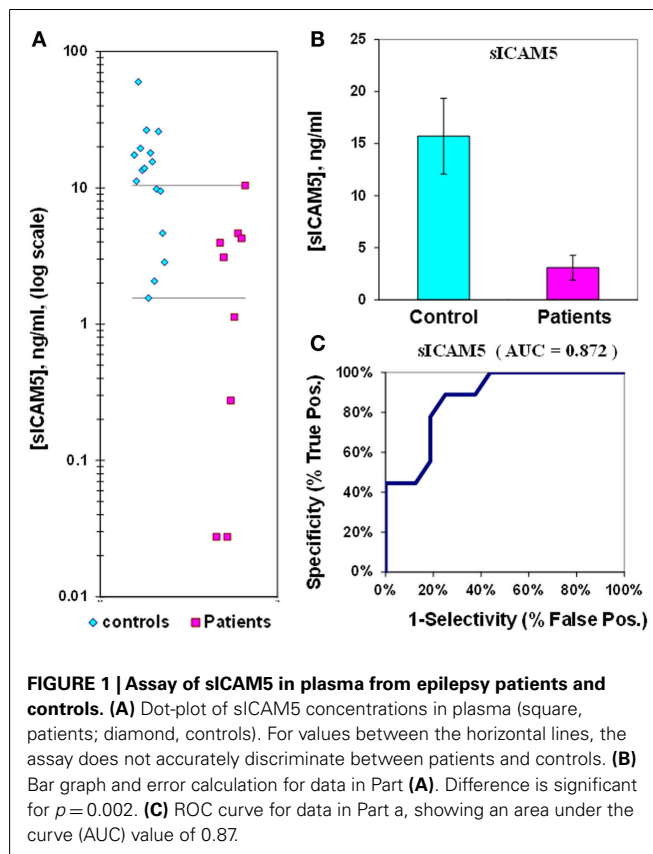 A
100
10
1
0.1
0.01
[sICAM5], ng/ml, (log scale)
controls Patients
B
sICAM5
25
20
15
10
5
0
[sICAM5], ng/ml
Control Patients
C
sICAM5 ( AUC = 0.872 )
100%
80%
60%
40%
20%
0%
Specificity (% True Pos.)
0% 20% 40% 60% 80% 100%
1-Selectivity (% False Pos.)
FIGURE 1 | Assay of sICAM5 in plasma from epilepsy patients and
controls. (A) Dot-plot of sICAM5 concentrations in plasma (square,
patients; diamond, controls). For values between the horizontal lines, the
assay does not accurately discriminate between patients and controls. (B)
Bar graph and error calculation for data in Part (A). Difference is significant
for p = 0.002. (C) ROC curve for data in Part a, showing an area under the
curve (AUC) value of 0.87.